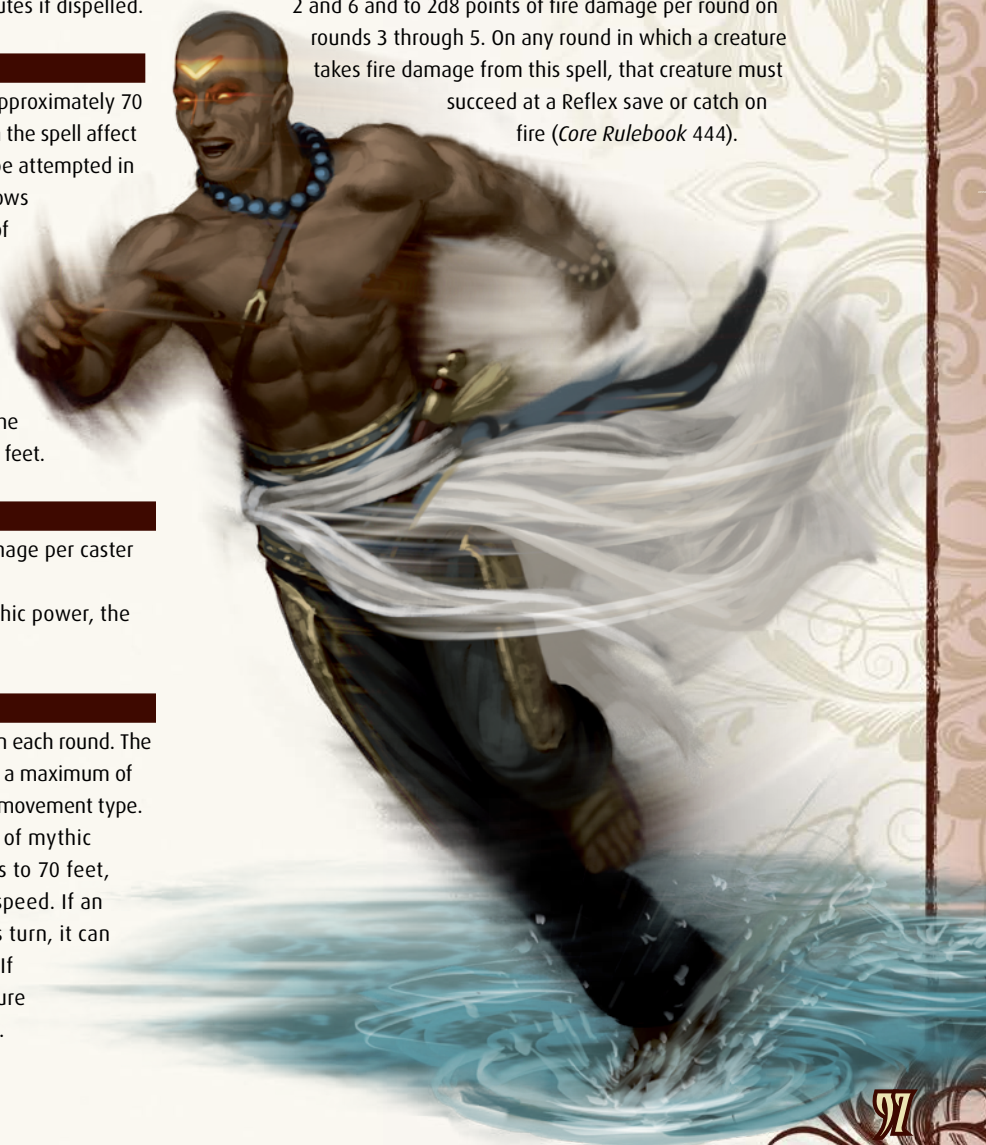 utes if dispelled.
pproximately 70
the spell affect
be attempted in
ows
of
he
feet.
mage per caster
hic power, the
n each round. The
a maximum of
movement type.
of mythic
s to 70 feet,
speed. If an
s turn, it can
If
ure
.
2 and 6 and to 2d8 points of fire damage per round on
rounds 3 through 5. On any round in which a creature
takes fire damage from this spell, that creature must
succeed at a Reflex save or catch on
fire (Core Rulebook 444).
97